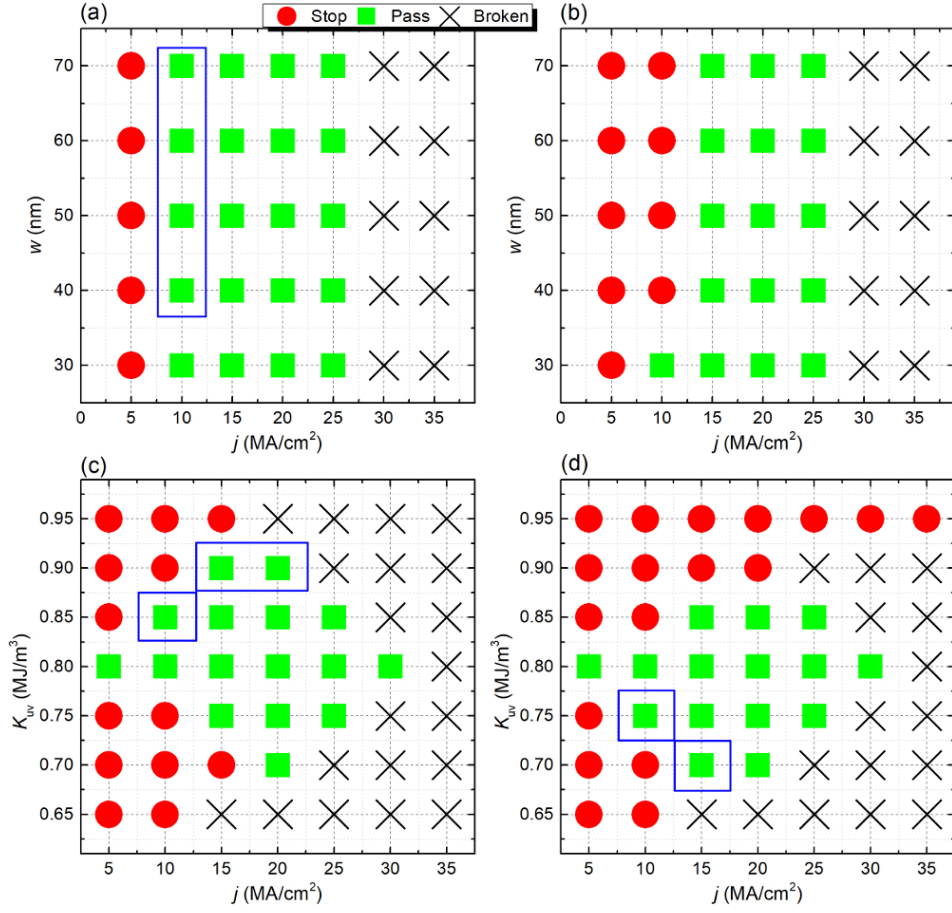 Stop Pass Broken
(a)
70
60
50
40
30
w (nm)
0 5 10 15 20 25 30 35
j (MA/cm²)
(b)
70
60
50
40
30
w (nm)
0 5 10 15 20 25 30 35
j (MA/cm²)
(c)
0.95
0.90
0.85
0.80
0.75
0.70
0.65
Kuv (MJ/m³)
5 10 15 20 25 30 35
j (MA/cm²)
(d)
0.95
0.90
0.85
0.80
0.75
0.70
0.65
Kuv (MJ/m³)
5 10 15 20 25 30 35
j (MA/cm²)